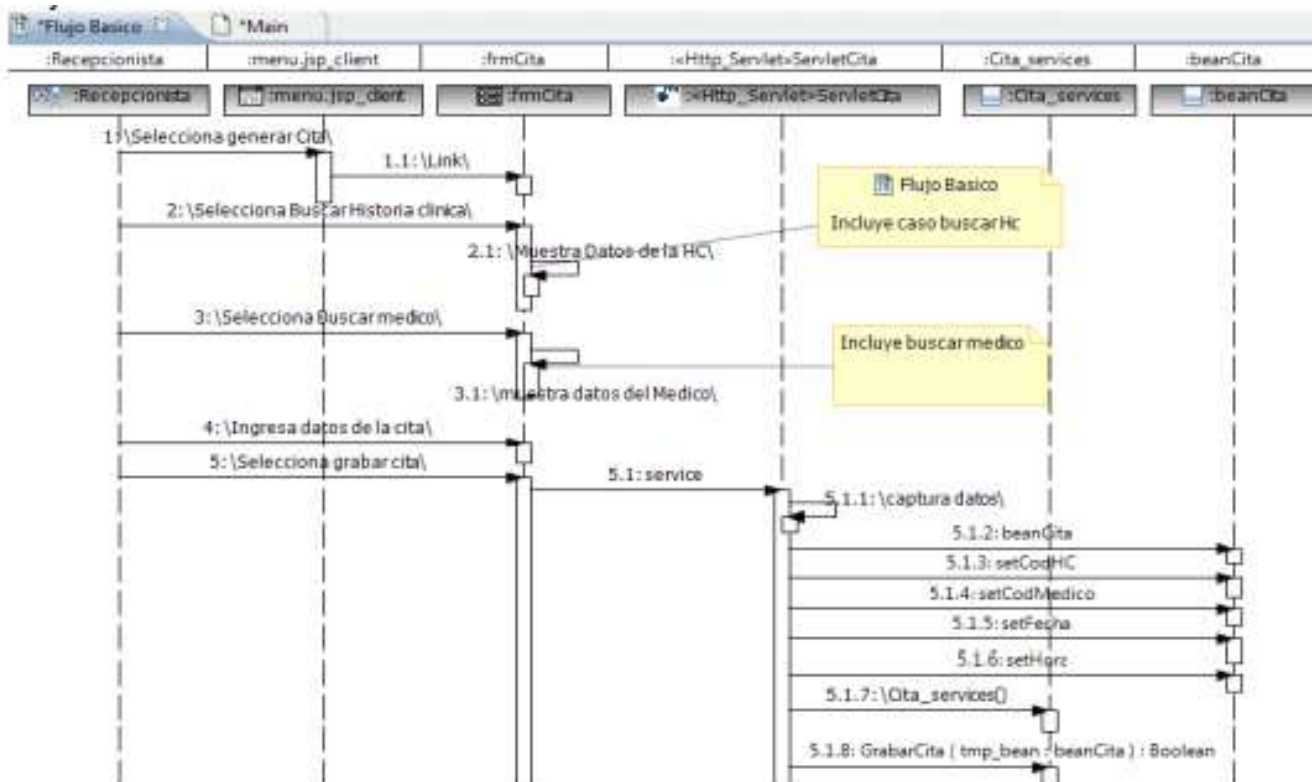 *Flujo Basico
*Main
:Recepcionista
:menu.jsp_client
:frmCita
:«Http_Servlet»ServletCita
:Cita_services
:beanCita
:Recepcionista
:menu.jsp_client
:frmCita
:«Http_Servlet»ServletCita
:Cita_services
:beanCita
1: \Selecciona generar Cita\
1.1: \Link\
Flujo Basico
Incluye caso buscar Hc
2: \Selecciona Buscar Historia clinica\
2.1: \Muestra Datos de la HC\
3: \Selecciona Buscar medico\
Incluye buscar medico
3.1: \muestra datos del Medico\
4: \Ingresa datos de la cita\
5: \Selecciona grabar cita\
5.1: service
5.1.1: \captura datos\
5.1.2: beanCita
5.1.3: setCodHC
5.1.4: setCodMedico
5.1.5: setFecha
5.1.6: setHora
5.1.7: \Cita_services()
5.1.8: GrabarCita ( tmp_bean : beanCita ) : Boolean